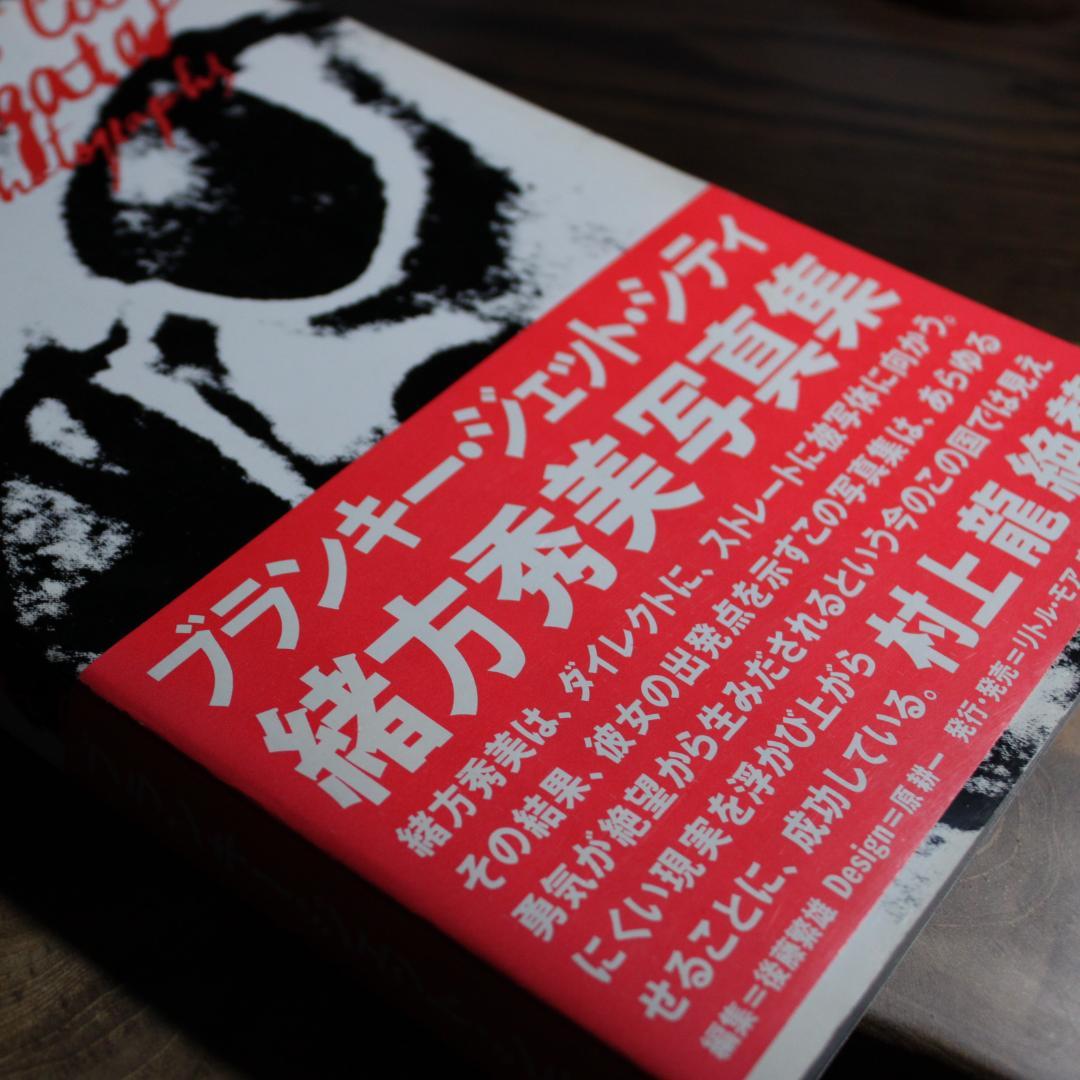 ブランキー・ジェット・シティ
緒方秀美写真集
緒方秀美は、ダイレクトに、ストレートに被写体に向かう。
その結果、彼女の出発点を示すこの写真集は、あらゆる
勇気が絶望から生みだされるという今のこの国では見え
にくい現実を浮かび上がら
せることに、成功している。
村上龍 絶賛
編集=後藤繁雄 Design=原耕一 発行・発売=リトル・モア